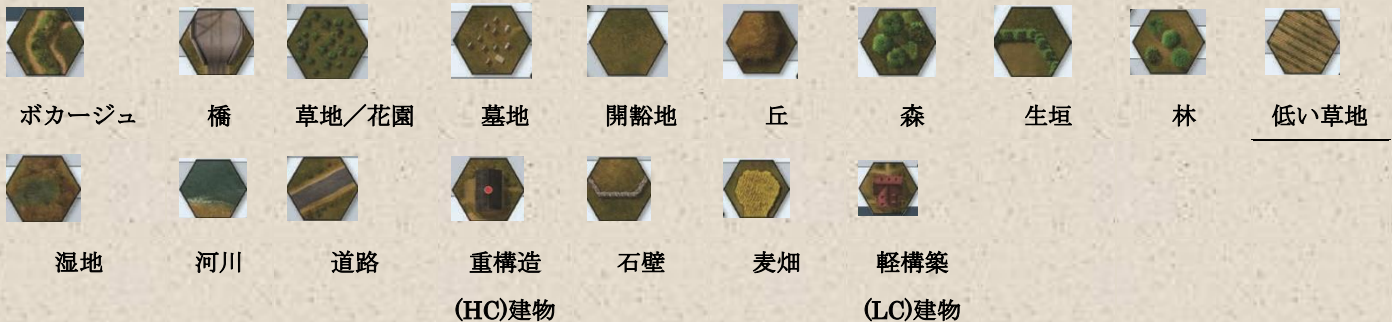 ボカージュ 橋 草地／花園 墓地 開豁地 丘 森 生垣 林 低い草地
湿地 河川 道路 重構造 石壁 麦畑 軽構築
(HC)建物 (LC)建物